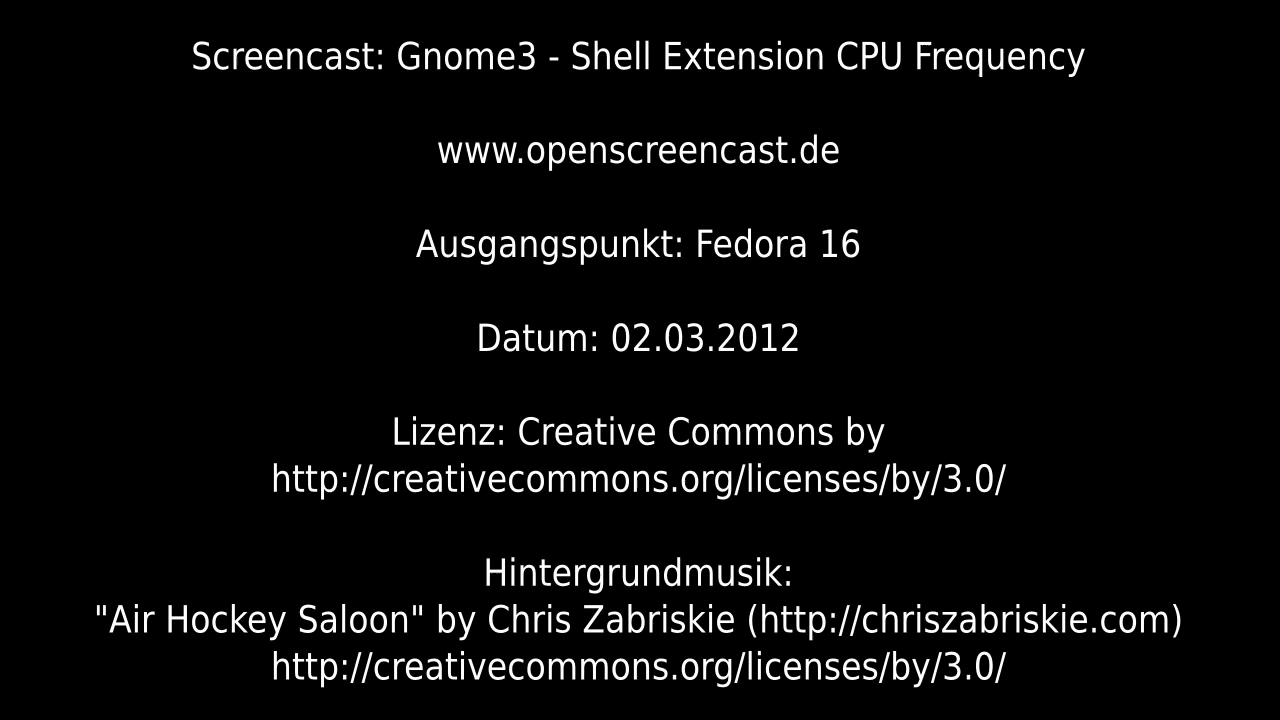 Screencast: Gnome3 - Shell Extension CPU Frequency
www.openscreencast.de
Ausgangspunkt: Fedora 16
Datum: 02.03.2012
Lizenz: Creative Commons by
http://creativecommons.org/licenses/by/3.0/
Hintergrundmusik:
"Air Hockey Saloon" by Chris Zabriskie (http://chriszabriskie.com)
http://creativecommons.org/licenses/by/3.0/